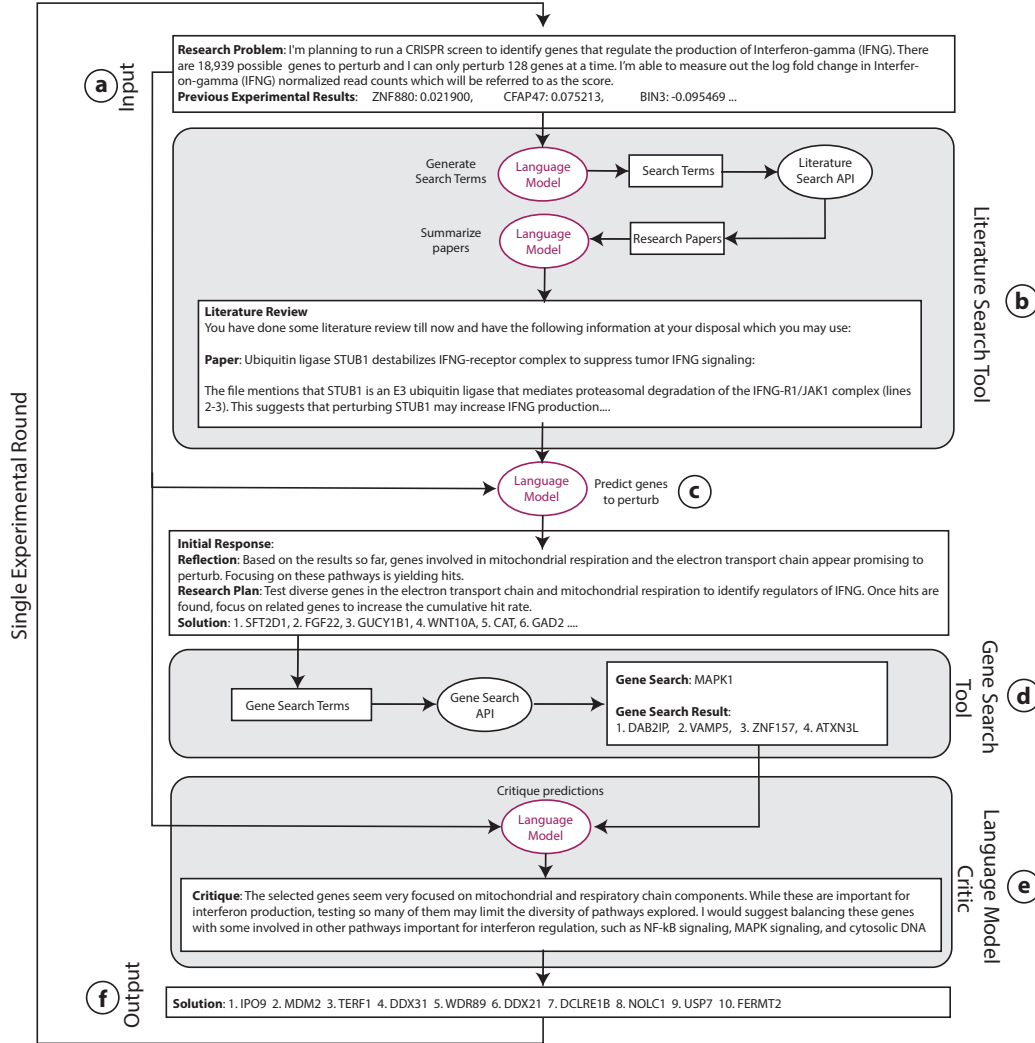 Research Problem: I'm planning to run a CRISPR screen to identify genes that regulate the production of Interferon-gamma (IFNG). There
are 18,939 possible genes to perturb and I can only perturb 128 genes at a time. I'm able to measure out the log fold change in Interfer-
on-gamma (IFNG) normalized read counts which will be referred to as the score.
Previous Experimental Results: ZNF880: 0.021900, CFAP47: 0.075213, BIN3: -0.095469 ...
a
Input
Generate
Search Terms
Language
Model
Search Terms
Literature
Search API
Summarize
papers
Language
Model
Research Papers
Literature Review
You have done some literature review till now and have the following information at your disposal which you may use:
Paper: Ubiquitin ligase STUB1 destabilizes IFNG-receptor complex to suppress tumor IFNG signaling:
The file mentions that STUB1 is an E3 ubiquitin ligase that mediates proteasomal degradation of the IFNG-R1/JAK1 complex (lines
2-3). This suggests that perturbing STUB1 may increase IFNG production....
Literature Search Tool
b
Language
Model
Predict genes
to perturb
c
Single Experimental Round
Initial Response:
Reflection: Based on the results so far, genes involved in mitochondrial respiration and the electron transport chain appear promising to
perturb. Focusing on these pathways is yielding hits.
Research Plan: Test diverse genes in the electron transport chain and mitochondrial respiration to identify regulators of IFNG. Once hits are
found, focus on related genes to increase the cumulative hit rate.
Solution: 1. SFT2D1, 2. FGF22, 3. GUCY1B1, 4. WNT10A, 5. CAT, 6. GAD2 ....
Gene Search Terms
Gene Search
API
Gene Search: MAPK1
Gene Search Result:
1. DAB2IP, 2. VAMP5, 3. ZNF157, 4. ATXN3L
Gene Search
Tool
d
Critique predictions
Language
Model
Critique: The selected genes seem very focused on mitochondrial and respiratory chain components. While these are important for
interferon production, testing so many of them may limit the diversity of pathways explored. I would suggest balancing these genes
with some involved in other pathways important for interferon regulation, such as NF-kB signaling, MAPK signaling, and cytosolic DNA
Language Model
Critic
e
f
Output
Solution: 1. IPO9 2. MDM2 3. TERF1 4. DDX31 5. WDR89 6. DDX21 7. DCLRE1B 8. NOLC1 9. USP7 10. FERMT2